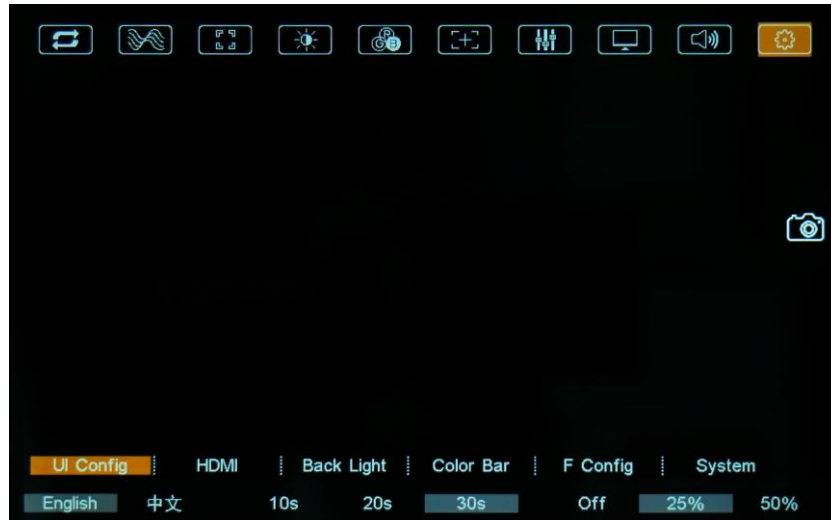 UI Config HDMI Back Light Color Bar F Config System
English 中文 10s 20s 30s Off 25% 50%